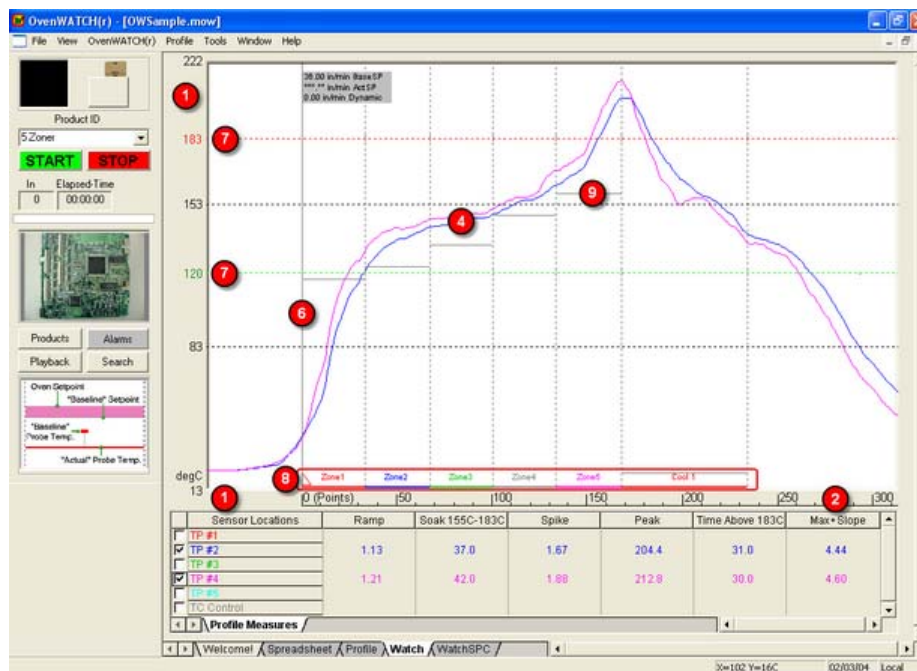 OvenWATCH(r) - [OWSample.mow]
File View OvenWATCH(r) Profile Tools Window Help
Product ID
5 Zoner
START STOP
In Elapsed-Time
0 00:00:00
Products Alarms
Playback Search
Oven Setpoint
"Baseline" Setpoint
"Baseline"
Probe Temp.
"Actual" Probe Temp.
222
38.00 in/min Base SP
***.** in/min Act SP
0.00 in/min Dynamic
1
183 7
9
153
4
120 7
6
83
degC 8 Zone1 Zone2 Zone3 Zone4 Zone5 Cool 1
13
1 0 (Points) 50 100 150 200 250 2 300
Sensor Locations Ramp Soak 155C-183C Spike Peak Time Above 183C Max+Slope
TP #1
TP #2 1.13 37.0 1.67 204.4 31.0 4.44
TP #3
TP #4 1.21 42.0 1.88 212.8 30.0 4.60
TP #5
TC Control
Profile Measures
Welcome! Spreadsheet Profile Watch WatchSPC
X=102 Y=16C 02/03/04 Local